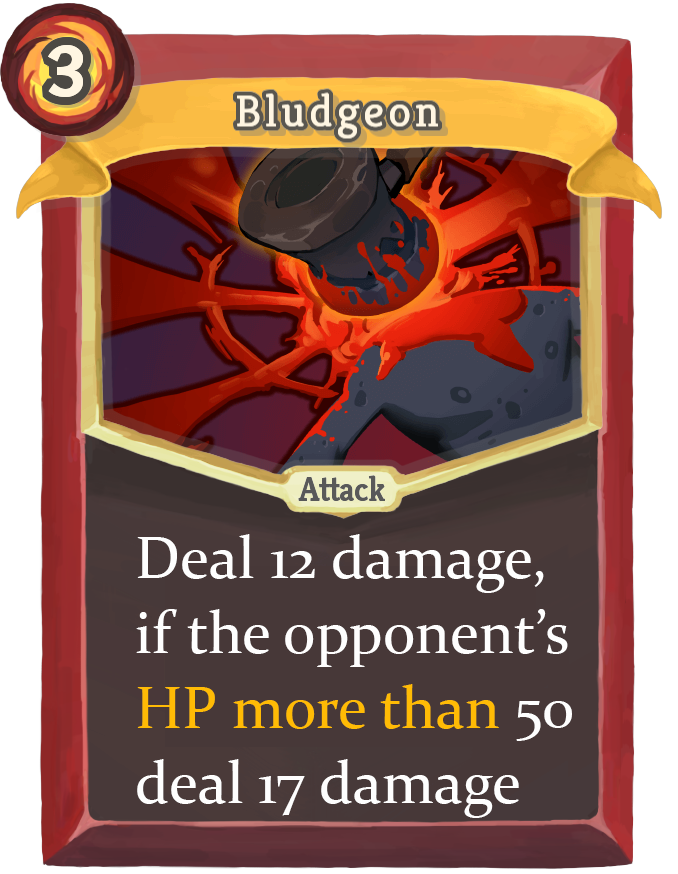 3
Bludgeon
Attack
Deal 12 damage,
if the opponent’s
HP more than 50
deal 17 damage